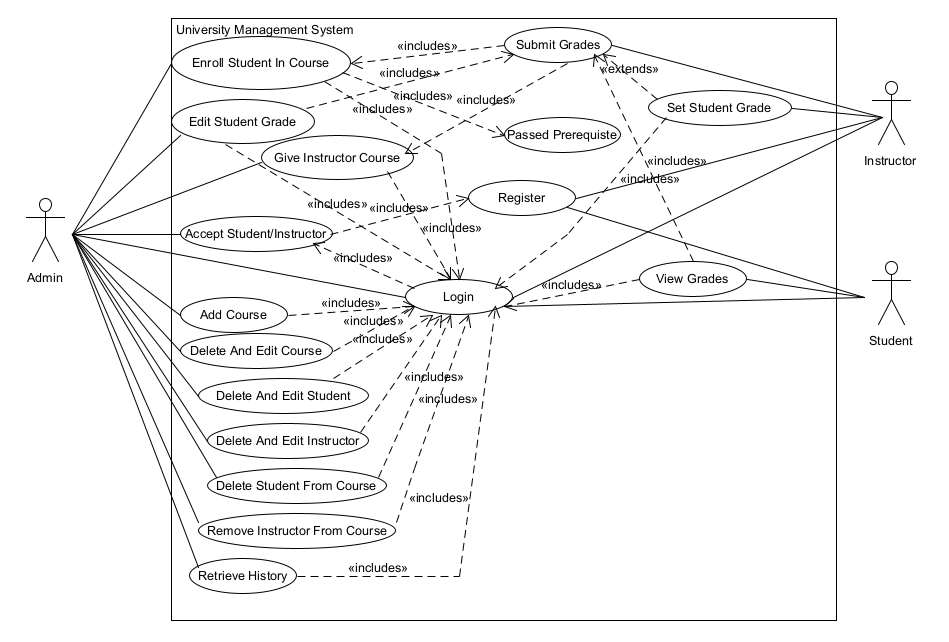 University Management System
«includes»
Submit Grades
Enroll Student In Course
«includes»
«extends»
«includes»
«includes»
«includes»
Set Student Grade
Edit Student Grade
Passed Prerequiste
Give Instructor Course
«includes»
Instructor
«includes»
Register
«includes»
«includes»
Accept Student/Instructor
«includes»
«includes»
Admin
View Grades
«includes»
Login
«includes»
Add Course
«includes»
Student
«includes»
Delete And Edit Course
«includes»
Delete And Edit Student
«includes»
Delete And Edit Instructor
Delete Student From Course
«includes»
Remove Instructor From Course
«includes»
Retrieve History